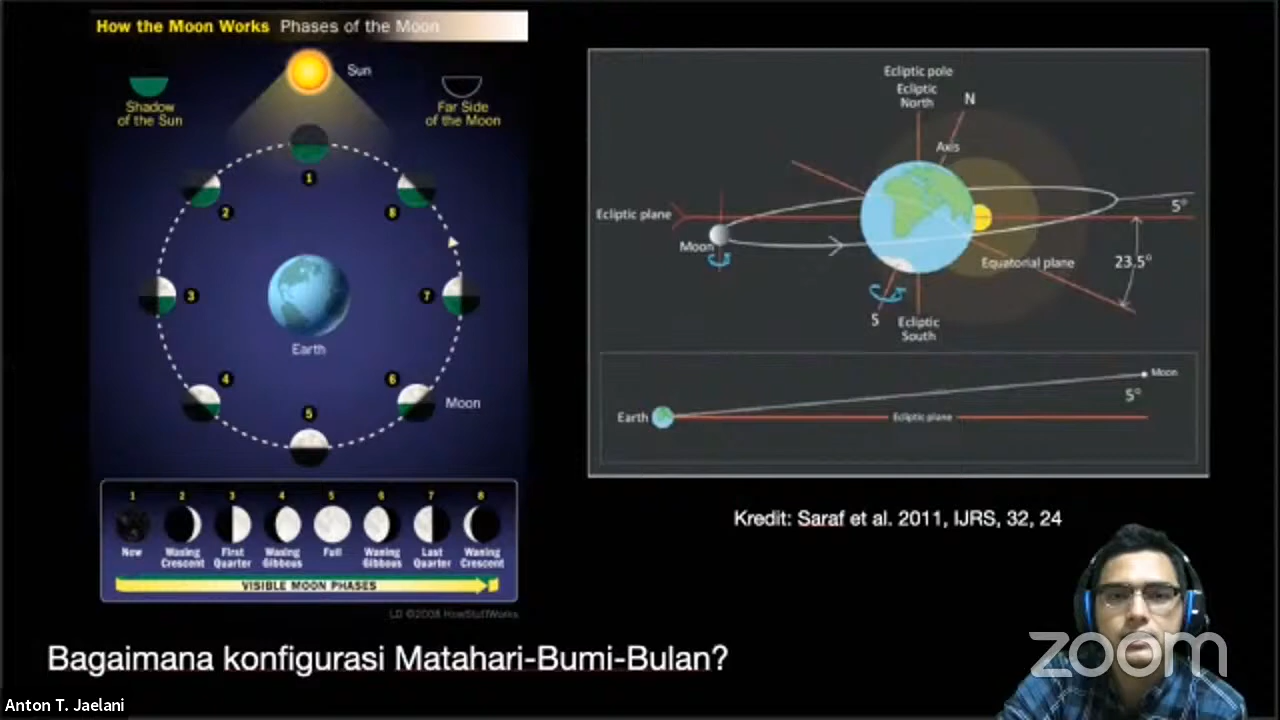 How the Moon Works Phases of the Moon
Sun
Shadow
of the Sun
Far Side
of the Moon
1
2
8
3
7
Earth
4
6
Moon
5
1 2 3 4 5 6 7 8
New
Waxing
Crescent
First
Quarter
Waxing
Gibbous
Full
Waning
Gibbous
Last
Quarter
Waning
Crescent
VISIBLE MOON PHASES
LD ©2008 HowStuffWorks
Ecliptic pole
Ecliptic
North
N
Axis
Ecliptic plane
5°
Moon
Equatorial plane
23.5°
S
Ecliptic
South
Moon
5°
Earth
Ecliptic plane
Kredit: Saraf et al. 2011, IJRS, 32, 24
Bagaimana konfigurasi Matahari-Bumi-Bulan?
zoom
Anton T. Jaelani